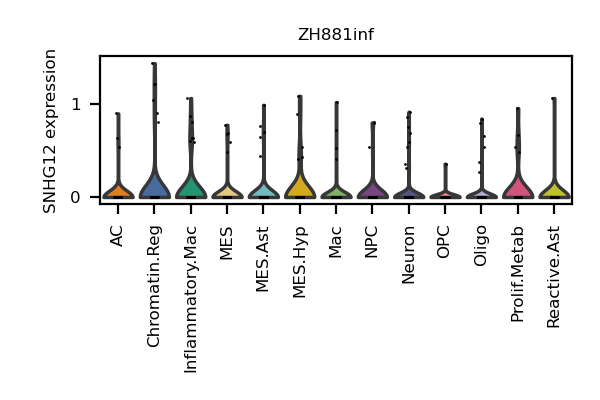 ZH881inf
SNHG12 expression
1
0
AC
Chromatin.Reg
Inflammatory.Mac
MES
MES.Ast
MES.Hyp
Mac
NPC
Neuron
OPC
Oligo
Prolif.Metab
Reactive.Ast